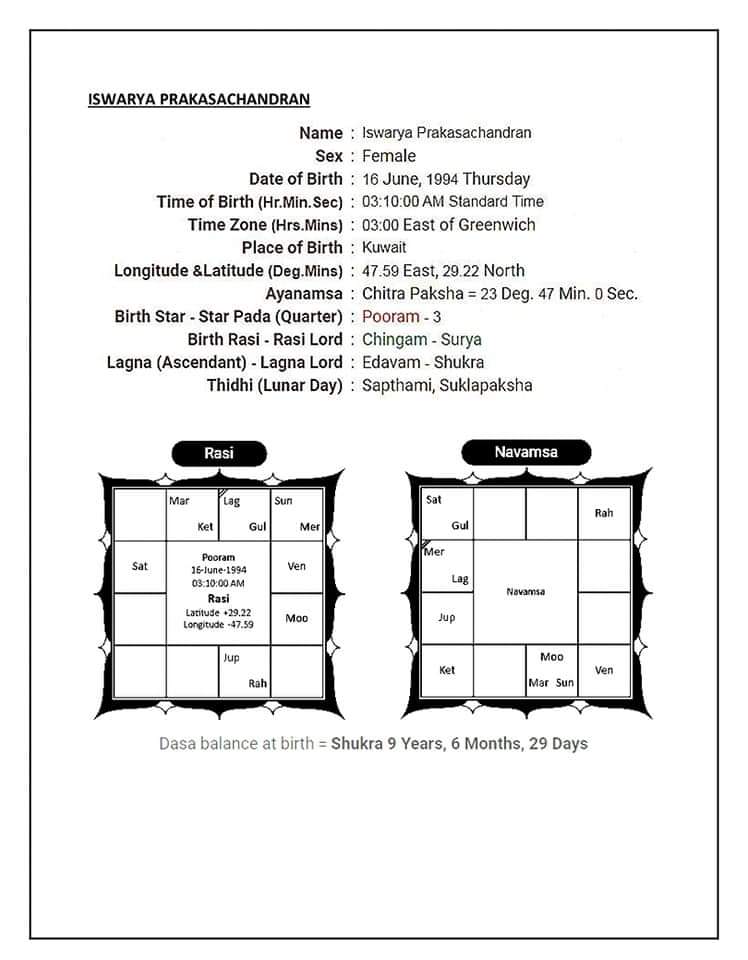 ISWARYA PRAKASACHANDRAN
Name : Iswarya Prakasachandran
Sex : Female
Date of Birth : 16 June, 1994 Thursday
Time of Birth (Hr.Min.Sec) : 03:10:00 AM Standard Time
Time Zone (Hrs.Mins) : 03:00 East of Greenwich
Place of Birth : Kuwait
Longitude &Latitude (Deg.Mins) : 47.59 East, 29.22 North
Ayanamsa : Chitra Paksha = 23 Deg. 47 Min. 0 Sec.
Birth Star - Star Pada (Quarter) : Pooram - 3
Birth Rasi - Rasi Lord : Chingam - Surya
Lagna (Ascendant) - Lagna Lord : Edavam - Shukra
Thidhi (Lunar Day) : Sapthami, Suklapaksha
Rasi
Mar Lag Sun
Ket Gul Mer
Sat
Pooram
16-June-1994
03:10:00 AM
Rasi
Latitude +29.22
Longitude -47.59
Ven
Moo
Jup
Rah
Navamsa
Sat
Gul
Rah
Mer
Lag
Navamsa
Jup
Ket
Moo
Mar Sun
Ven
Dasa balance at birth = Shukra 9 Years, 6 Months, 29 Days